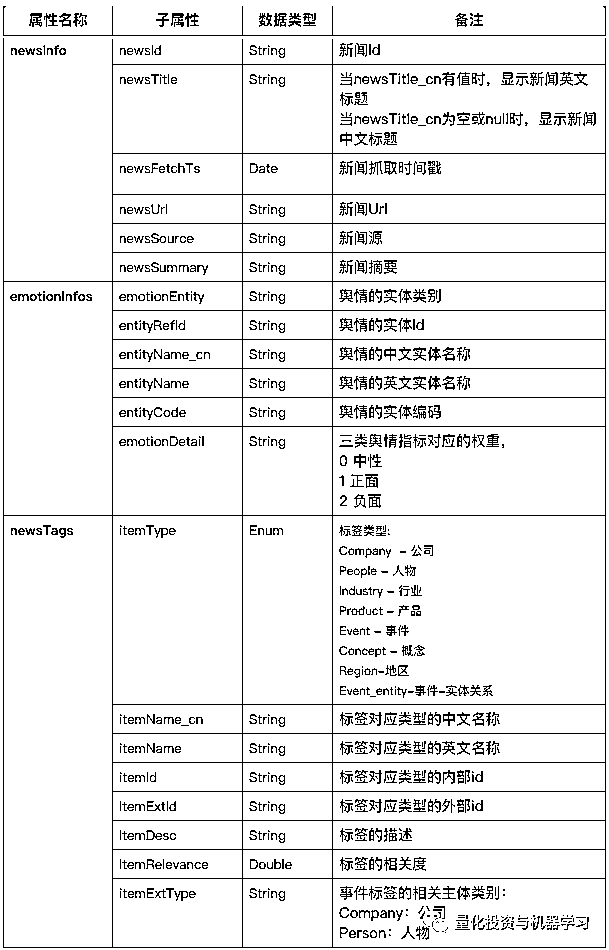 属性名称 子属性 数据类型 备注
newsInfo newsId String 新闻Id
newsTitle String 当newsTitle_cn有值时，显示新闻英文
标题
当newsTitle_cn为空或null时，显示新闻
中文标题
newsFetchTs Date 新闻抓取时间戳
newsUrl String 新闻Url
newsSource String 新闻源
newsSummary String 新闻摘要
emotionInfos emotionEntity String 舆情的实体类别
entityRefId String 舆情的实体Id
entityName_cn String 舆情的中文实体名称
entityName String 舆情的英文实体名称
entityCode String 舆情的实体编码
emotionDetail String 三类舆情指标对应的权重，
0 中性
1 正面
2 负面
newsTags itemType Enum 标签类型:
Company – 公司
People – 人物
Industry – 行业
Product – 产品
Event – 事件
Concept – 概念
Region-地区
Event_entity-事件-实体关系
itemName_cn String 标签对应类型的中文名称
itemName String 标签对应类型的英文名称
itemId String 标签对应类型的内部id
ItemExtId String 标签对应类型的外部id
ItemDesc String 标签的描述
ItemRelevance Double 标签的相关度
itemExtType String 事件标签的相关主体类别：
Company：公司
Person：人物
量化投资与机器学习